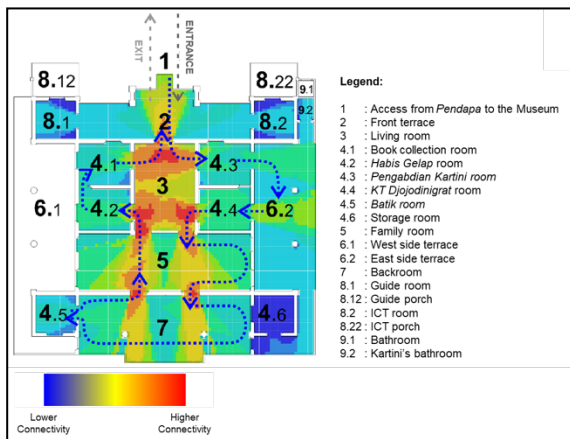 EXIT
ENTRANCE
1
8.12
8.22
9.1
8.1
2
8.2
9.2
4.1
4.3
3
6.1
4.2
4.4
6.2
5
4.5
7
4.6
Lower
Connectivity
Higher
Connectivity
Legend:
1 : Access from Pendapa to the Museum
2 : Front terrace
3 : Living room
4.1 : Book collection room
4.2 : Habis Gelap room
4.3 : Pengabdian Kartini room
4.4 : KT Djojodinigrat room
4.5 : Batik room
4.6 : Storage room
5 : Family room
6.1 : West side terrace
6.2 : East side terrace
7 : Backroom
8.1 : Guide room
8.12 : Guide porch
8.2 : ICT room
8.22 : ICT porch
9.1 : Bathroom
9.2 : Kartini's bathroom